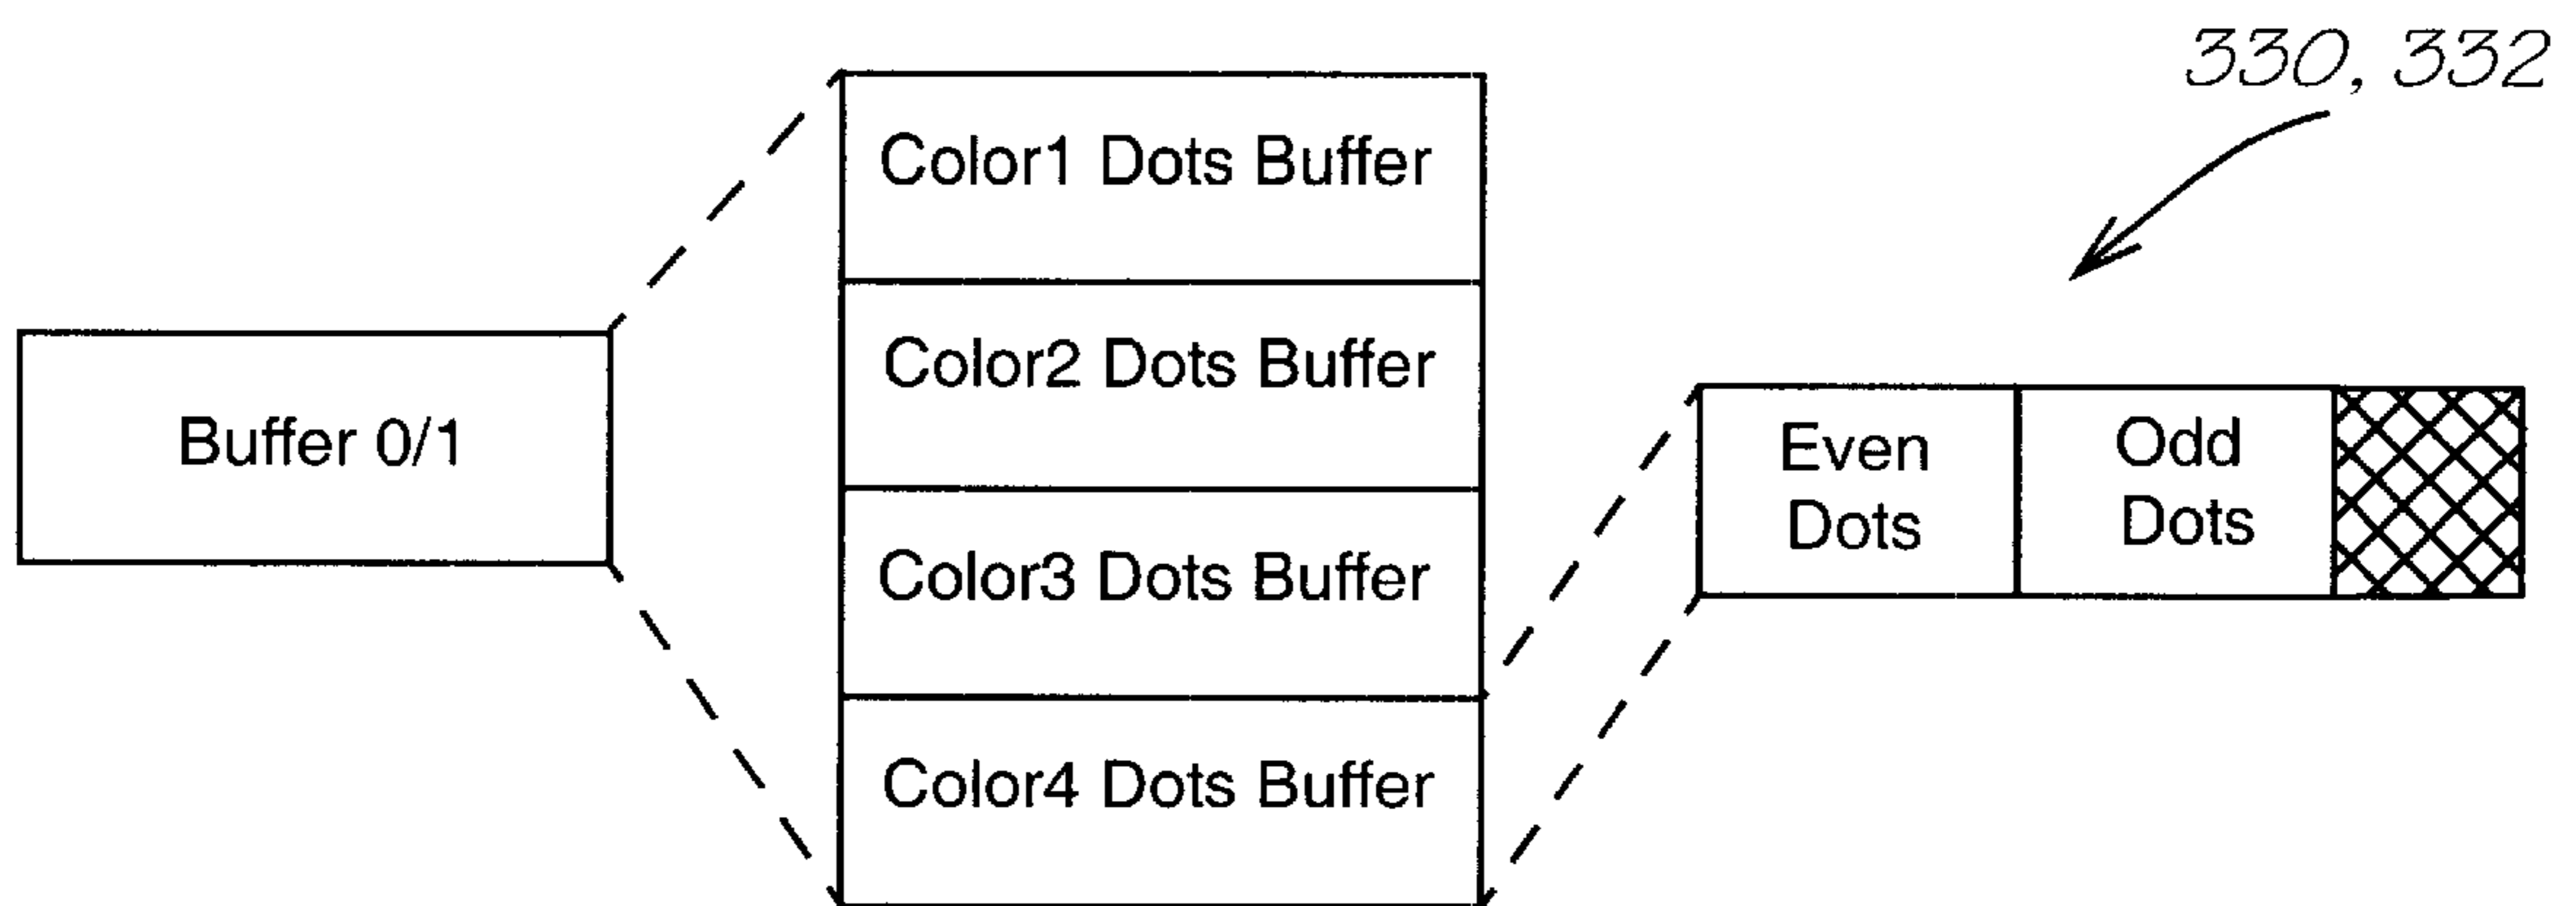 330, 332
Color1 Dots Buffer
Color2 Dots Buffer
Buffer 0/1
Even
Dots
Odd
Dots
Color3 Dots Buffer
Color4 Dots Buffer